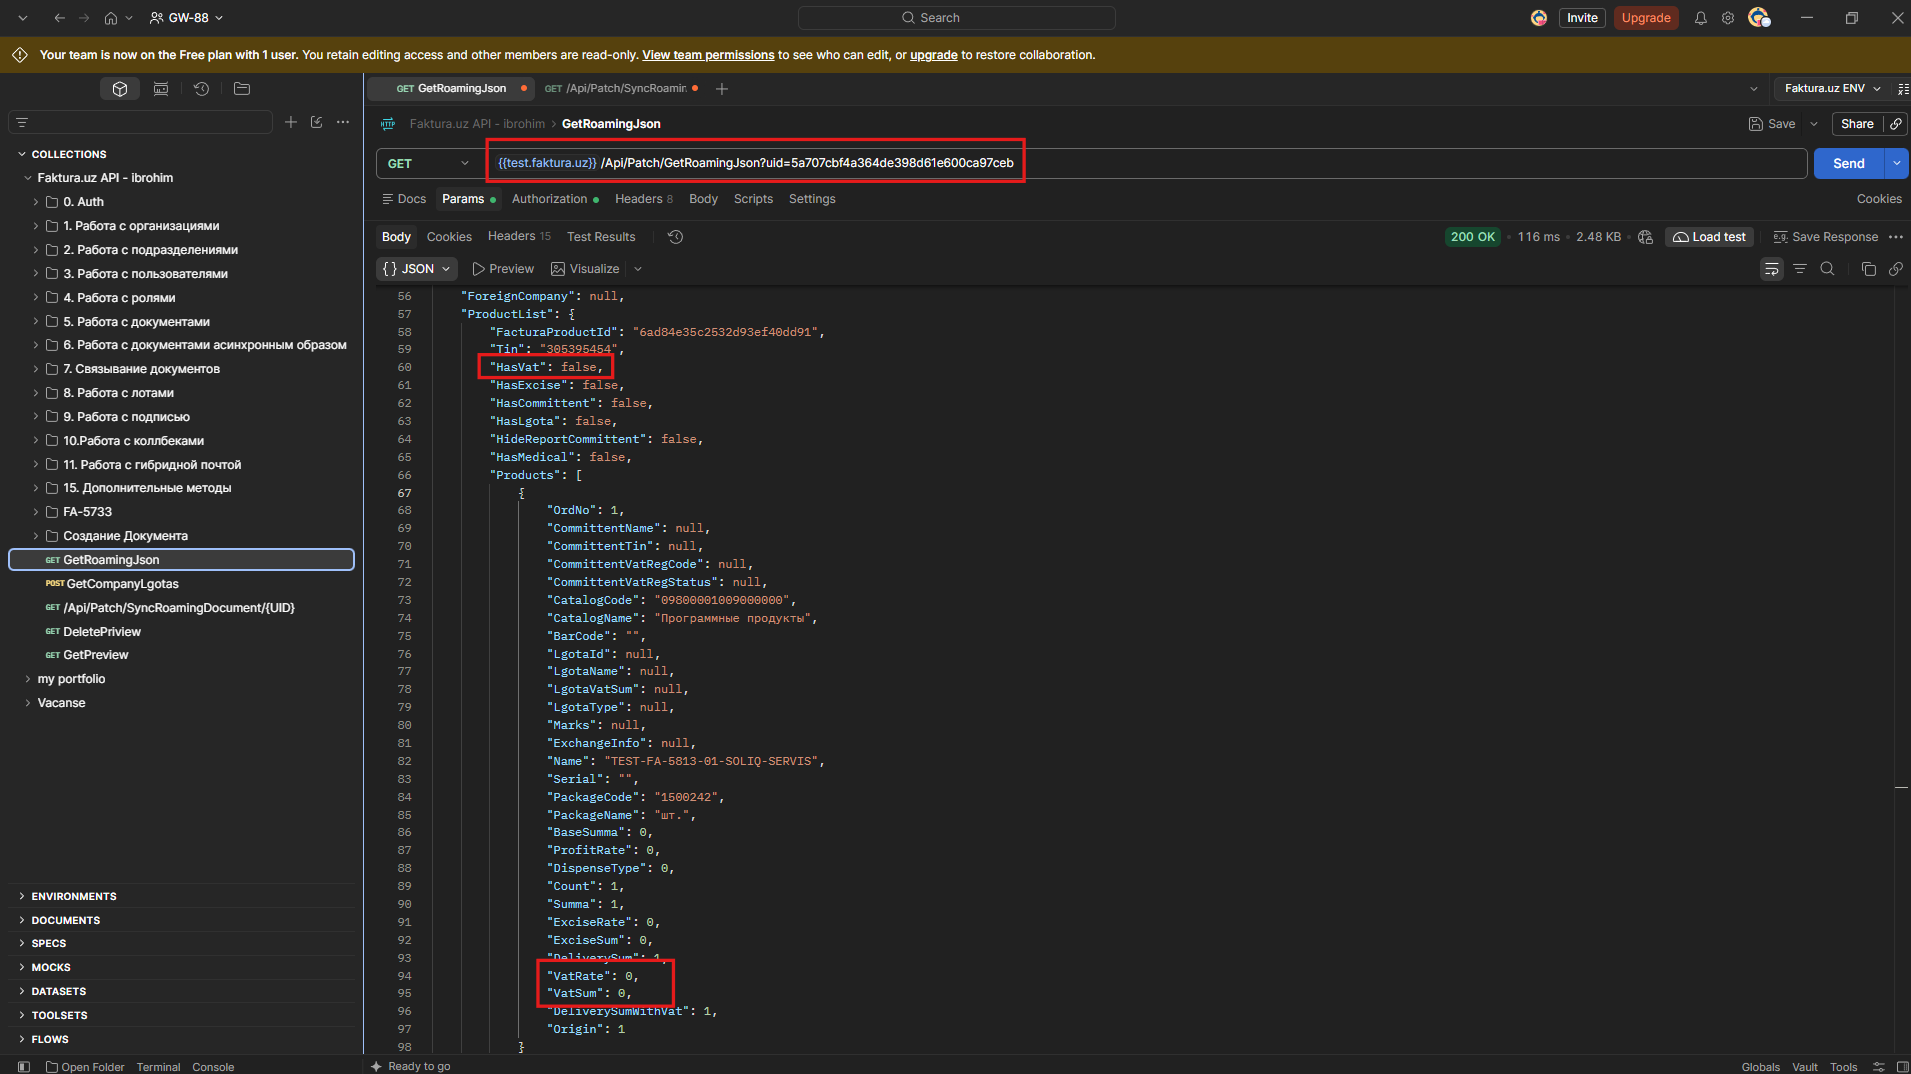 GW-88
Search
Invite
Upgrade
Your team is now on the Free plan with 1 user. You retain editing access and other members are read-only. View team permissions to see who can edit, or upgrade to restore collaboration.
GET GetRoamingJson
GET /Api/Patch/SyncRoamin
Faktura.uz ENV
Faktura.uz API - ibrohim > GetRoamingJson
Save
Share
GET
{{test.faktura.uz}} /Api/Patch/GetRoamingJson?uid=5a707cbf4a364de398d61e600ca97ceb
Send
Docs Params Authorization Headers 8 Body Scripts Settings
Cookies
Body Cookies Headers 15 Test Results
200 OK • 116 ms • 2.48 KB
Load test
e.g. Save Response
{} JSON
Preview
Visualize
COLLECTIONS
Faktura.uz API - ibrohim
0. Auth
1. Работа с организациями
2. Работа с подразделениями
3. Работа с пользователями
4. Работа с ролями
5. Работа с документами
6. Работа с документами асинхронным образом
7. Связывание документов
8. Работа с лотами
9. Работа с подписью
10.Работа с коллбеками
11. Работа с гибридной почтой
15. Дополнительные методы
FA-5733
Создание Документа
GET GetRoamingJson
POST GetCompanyLgotas
GET /Api/Patch/SyncRoamingDocument/{UID}
GET DeletePriview
GET GetPreview
my portfolio
Vacanse
ENVIRONMENTS
DOCUMENTS
SPECS
MOCKS
DATASETS
TOOLSETS
FLOWS
56 "ForeignCompany": null,
57 "ProductList": {
58 "FacturaProductId": "6ad84e35c2532d93ef40dd91",
59 "Tin": "305395454",
60 "HasVat": false,
61 "HasExcise": false,
62 "HasCommittent": false,
63 "HasLgota": false,
64 "HideReportCommittent": false,
65 "HasMedical": false,
66 "Products": [
67 {
68 "OrdNo": 1,
69 "CommittentName": null,
70 "CommittentTin": null,
71 "CommittentVatRegCode": null,
72 "CommittentVatRegStatus": null,
73 "CatalogCode": "09800001009000000",
74 "CatalogName": "Программные продукты",
75 "BarCode": "",
76 "LgotaId": null,
77 "LgotaName": null,
78 "LgotaVatSum": null,
79 "LgotaType": null,
80 "Marks": null,
81 "ExchangeInfo": null,
82 "Name": "TEST-FA-5813-01-SOLIQ-SERVIS",
83 "Serial": "",
84 "PackageCode": "1500242",
85 "PackageName": "шт.",
86 "BaseSumma": 0,
87 "ProfitRate": 0,
88 "DispenseType": 0,
89 "Count": 1,
90 "Summa": 1,
91 "ExciseRate": 0,
92 "ExciseSum": 0,
93 "DeliverySum": 1,
94 "VatRate": 0,
95 "VatSum": 0,
96 "DeliverySumWithVat": 1,
97 "Origin": 1
98 }
Open Folder Terminal Console
Ready to go
Globals Vault Tools